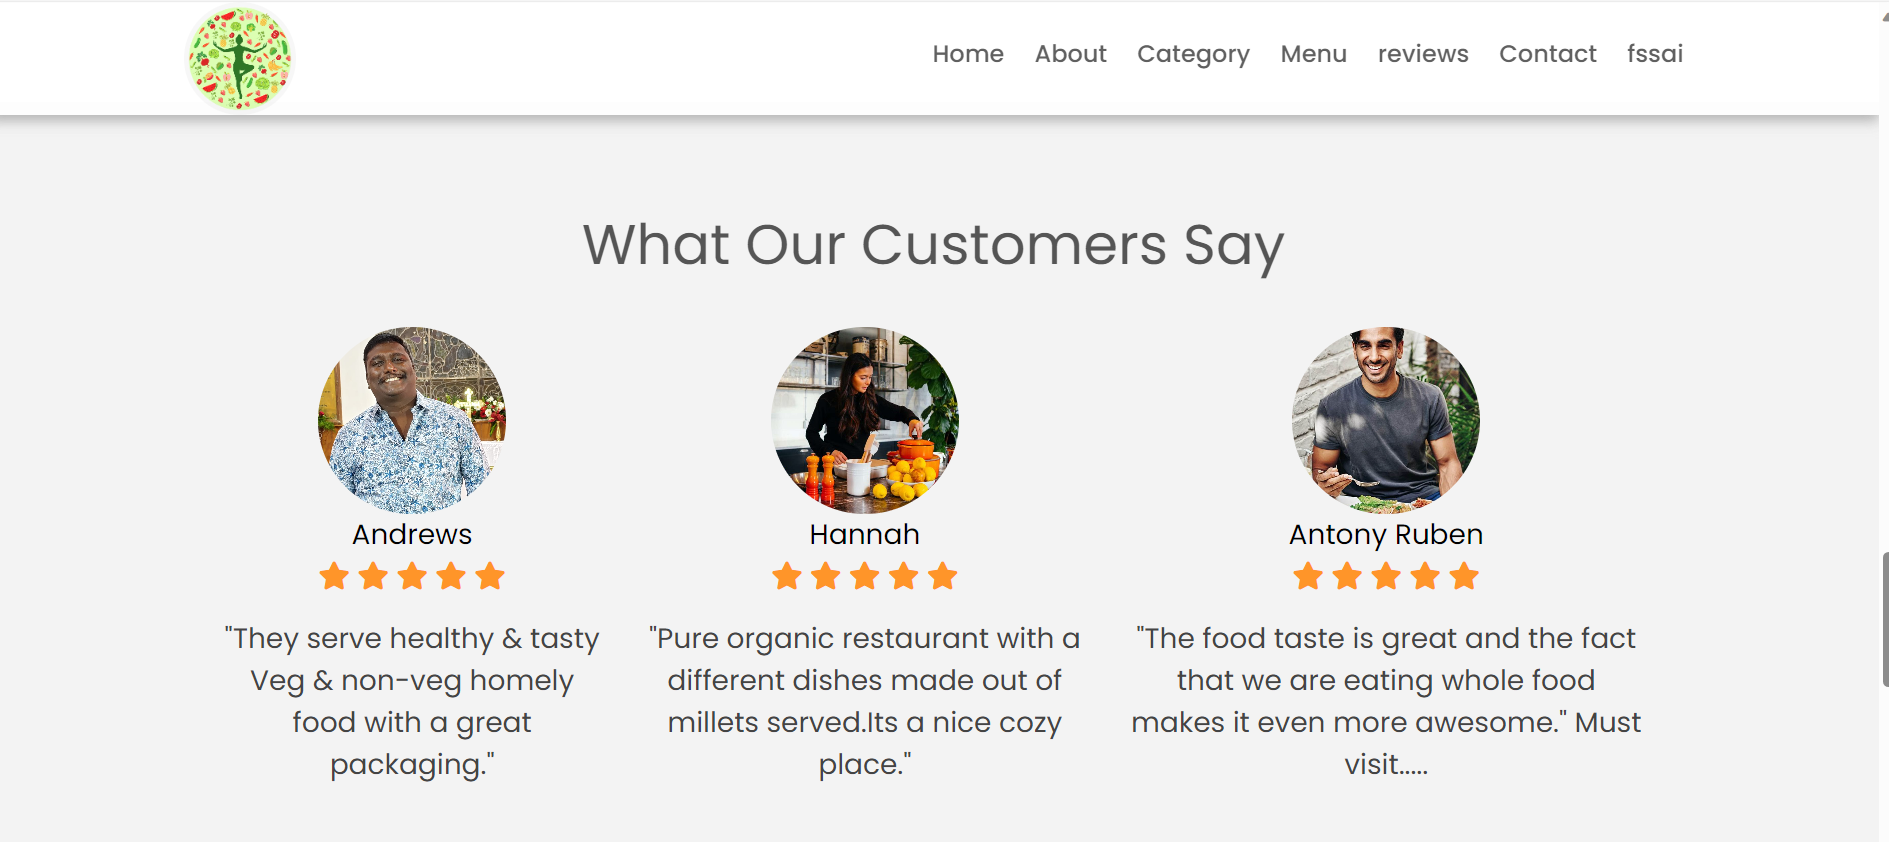 Home About Category Menu reviews Contact fssai
What Our Customers Say
Andrews
"They serve healthy & tasty
Veg & non-veg homely
food with a great
packaging."
Hannah
"Pure organic restaurant with a
different dishes made out of
millets served.Its a nice cozy
place."
Antony Ruben
"The food taste is great and the fact
that we are eating whole food
makes it even more awesome." Must
visit.....